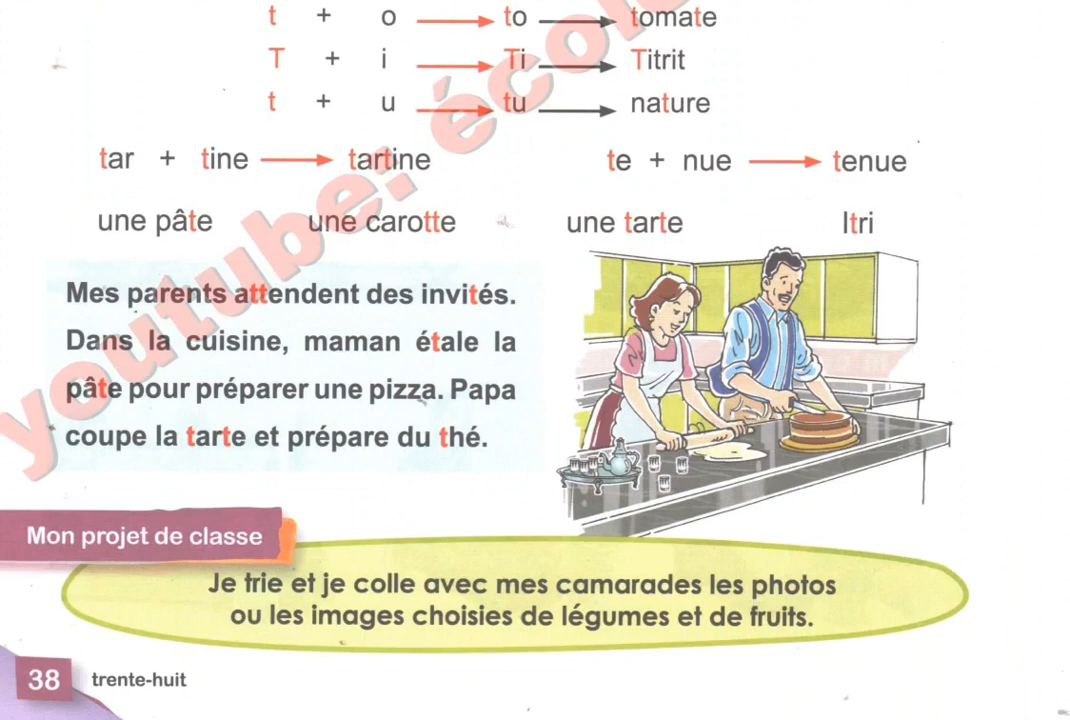 t + o to tomate
T + i Ti Titrit
t + u tu nature
tar + tine tartine te + nue tenue
une pâte une carotte une tarte Itri
Mes parents attendent des invités.
Dans la cuisine, maman étale la
pâte pour préparer une pizza. Papa
coupe la tarte et prépare du thé.
youtube: écol
Mon projet de classe
Je trie et je colle avec mes camarades les photos
ou les images choisies de légumes et de fruits.
38 trente-huit